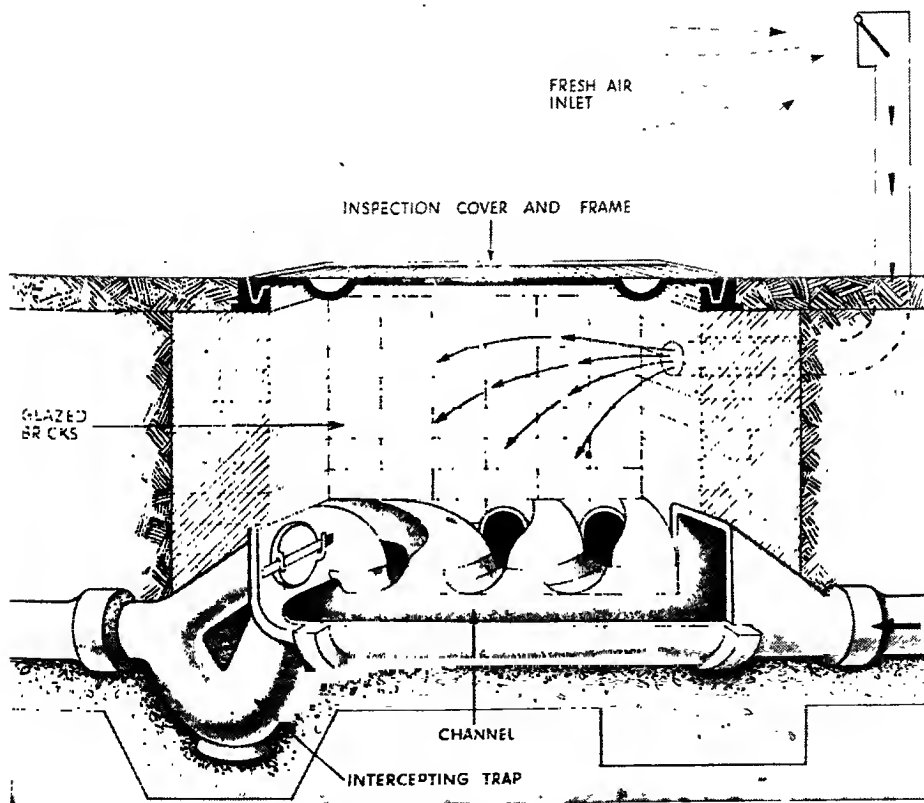 FRESH AIR
INLET
INSPECTION COVER AND FRAME
GLAZED
BRICKS
CHANNEL
INTERCEPTING TRAP